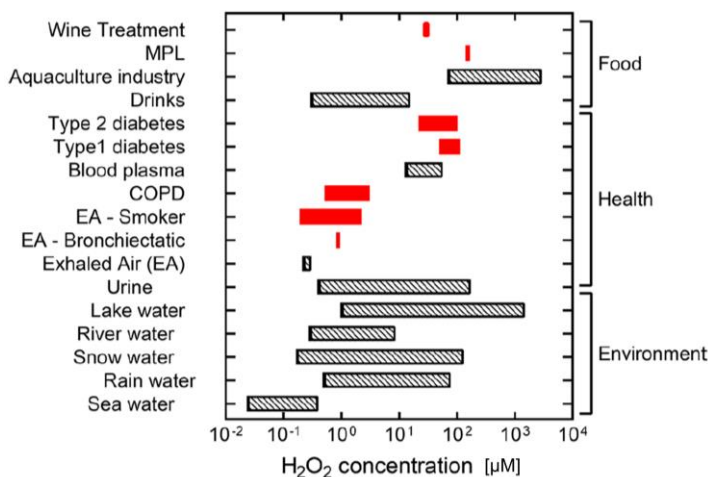 Wine Treatment
MPL
Aquaculture industry
Drinks
Food
Type 2 diabetes
Type1 diabetes
Blood plasma
COPD
EA - Smoker
EA - Bronchiectatic
Exhaled Air (EA)
Urine
Health
Lake water
River water
Snow water
Rain water
Sea water
Environment
10⁻² 10⁻¹ 10⁰ 10¹ 10² 10³ 10⁴
H₂O₂ concentration [µM]